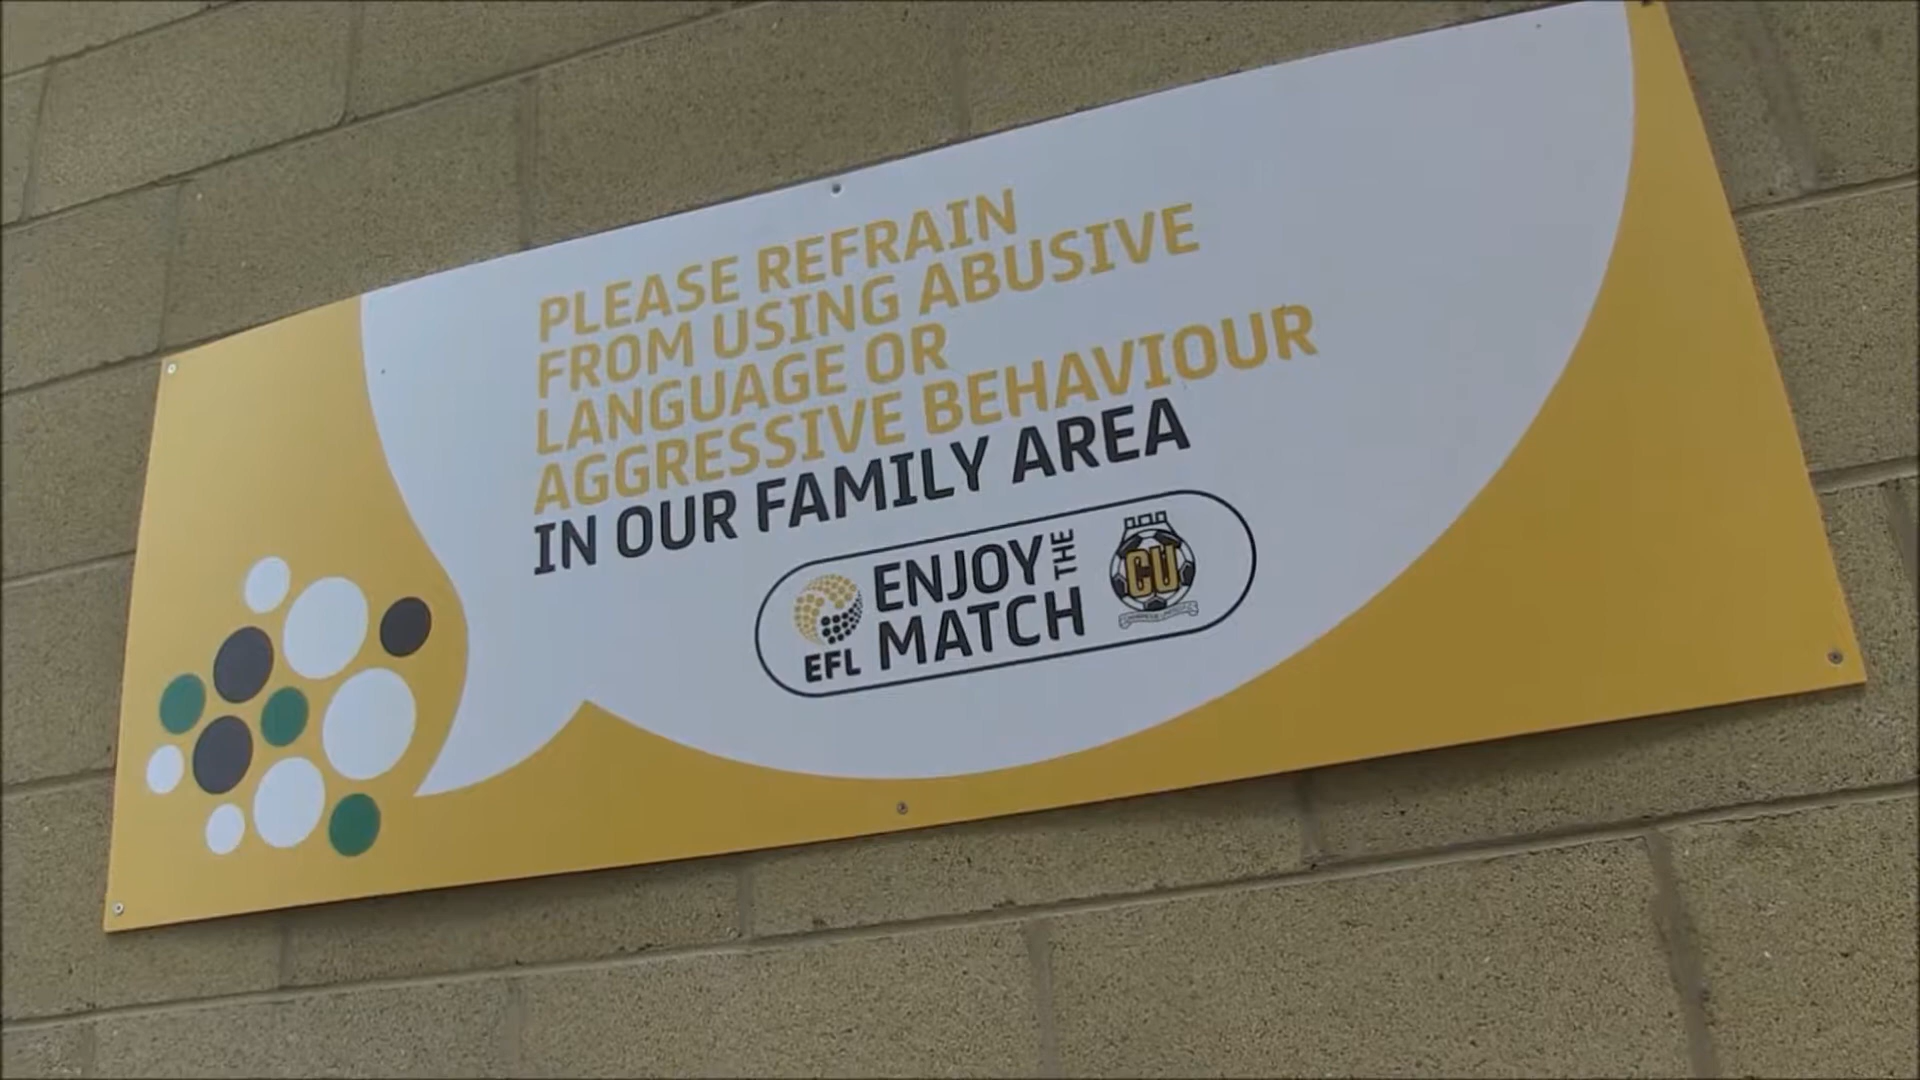 PLEASE REFRAIN
FROM USING ABUSIVE
LANGUAGE OR
AGGRESSIVE BEHAVIOUR
IN OUR FAMILY AREA
EFL
ENJOY THE
MATCH
CU